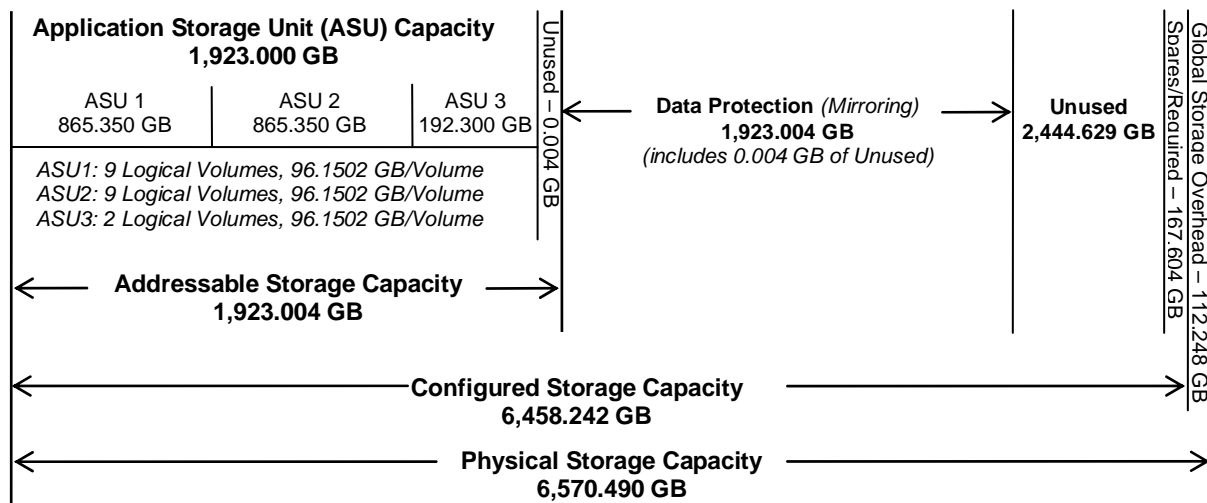 Application Storage Unit (ASU) Capacity
1,923.000 GB
ASU 1
865.350 GB
ASU 2
865.350 GB
ASU 3
192.300 GB
ASU1: 9 Logical Volumes, 96.1502 GB/Volume
ASU2: 9 Logical Volumes, 96.1502 GB/Volume
ASU3: 2 Logical Volumes, 96.1502 GB/Volume
Unused – 0.004 GB
Data Protection (Mirroring)
1,923.004 GB
(includes 0.004 GB of Unused)
Unused
2,444.629 GB
Spares/Required – 167.604 GB
Global Storage Overhead – 112.248 GB
Addressable Storage Capacity
1,923.004 GB
Configured Storage Capacity
6,458.242 GB
Physical Storage Capacity
6,570.490 GB